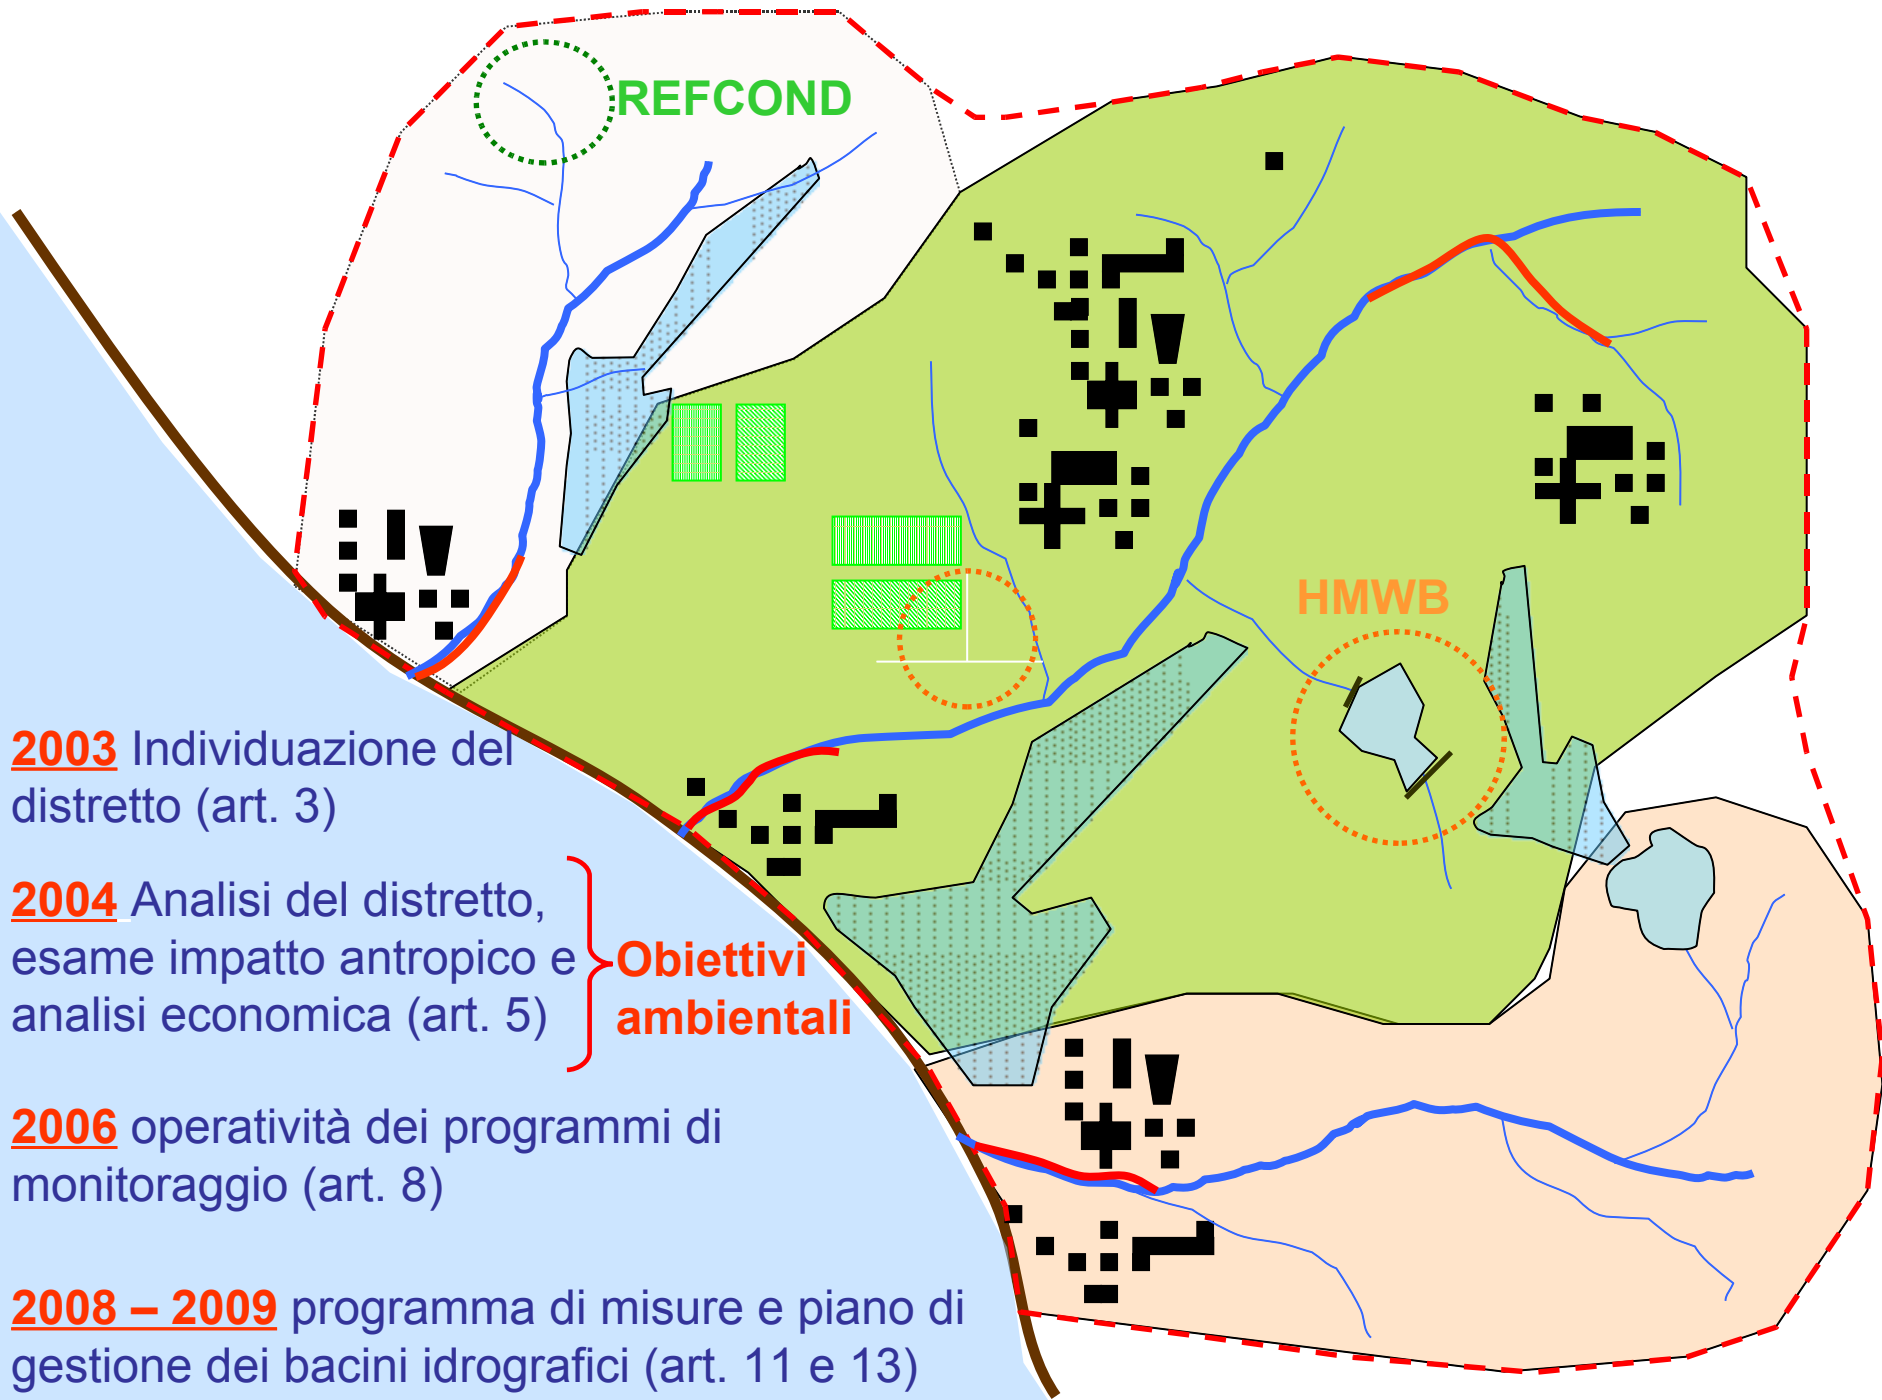 REFCOND
HMWB
2003 Individuazione del
distretto (art. 3)
2004 Analisi del distretto,
esame impatto antropico e
analisi economica (art. 5)
Obiettivi
ambientali
2006 operatività dei programmi di
monitoraggio (art. 8)
2008 – 2009 programma di misure e piano di
gestione dei bacini idrografici (art. 11 e 13)